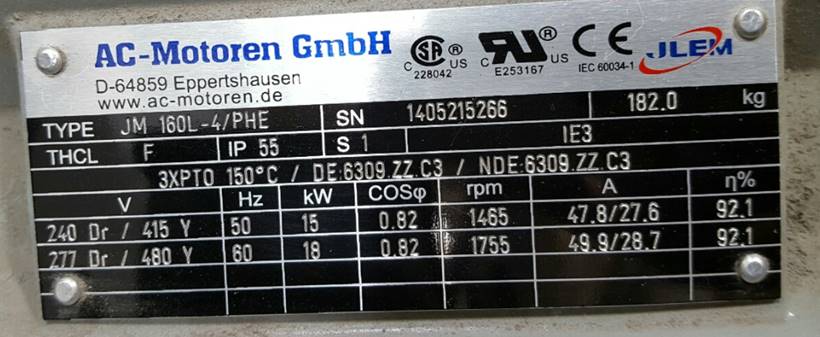 AC-Motoren GmbH
D-64859 Eppertshausen
www.ac-motoren.de
C SA ® US
228042
C RU ® US
E253167
CE
IEC 60034-1
JLEM
TYPE JM 160L-4/PHE SN 1405215266 182.0 kg
THCL F IP 55 S 1 IE3
3XPTO 150°C / DE:6309.ZZ.C3 / NDE:6309.ZZ.C3
V Hz kW COSφ rpm A η%
240 Dr / 415 Y 50 15 0.82 1465 47.8/27.6 92.1
277 Dr / 480 Y 60 18 0.82 1755 49.9/28.7 92.1